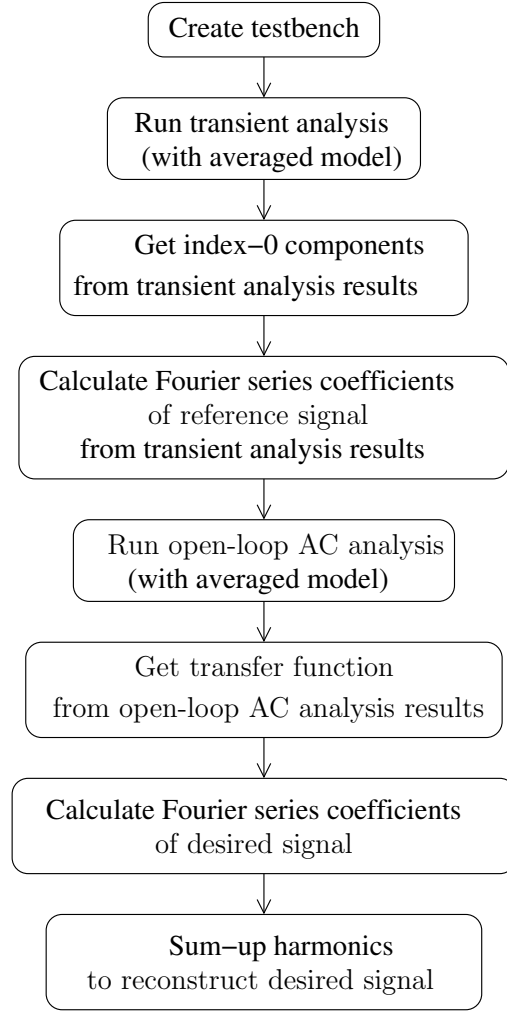 Create testbench
Run transient analysis
(with averaged model)
Get index−0 components
from transient analysis results
Calculate Fourier series coefficients
of reference signal
from transient analysis results
Run open-loop AC analysis
(with averaged model)
Get transfer function
from open-loop AC analysis results
Calculate Fourier series coefficients
of desired signal
Sum−up harmonics
to reconstruct desired signal